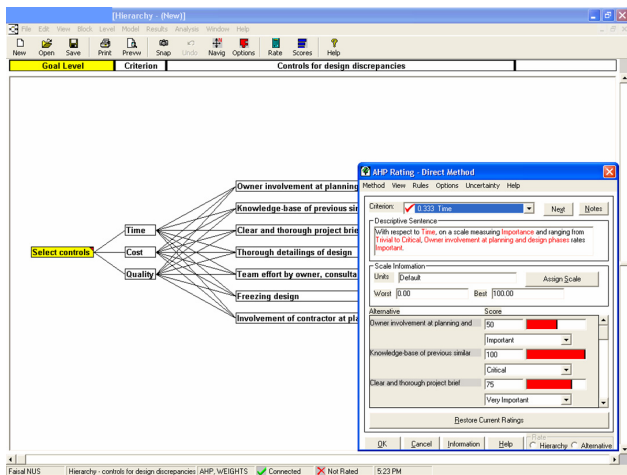 [Hierarchy - (New)]
File Edit View Block Level Model Results Analysis Window Help
New Open Save Print Prevw Snap Undo Navig Options Rate Scores Help
Goal Level Criterion Controls for design discrepancies
Owner involvement at planning
Knowledge-base of previous sim
Time
Clear and thorough project brie
Select controls
Cost
Thorough detailings of design
Quality
Team effort by owner, consulta
Freezing design
Involvement of contractor at pla
AHP Rating - Direct Method
Method View Rules Options Uncertainty Help
Criterion: 0.333 Time Next Notes
Descriptive Sentence
With respect to Time, on a scale measuring Importance and ranging from
Trivial to Critical, Owner involvement at planning and design phases rates
Important.
Scale Information
Units Default Assign Scale
Worst 0.00 Best 100.00
Alternative Score
Owner involvement at planning and 50
Important
Knowledge-base of previous similar 100
Critical
Clear and thorough project brief 75
Very Important
Restore Current Ratings
Rate
OK Cancel Information Help Hierarchy Alternative
Faisal NUS Hierarchy - controls for design discrepancies AHP, WEIGHTS Connected Not Rated 5:23 PM